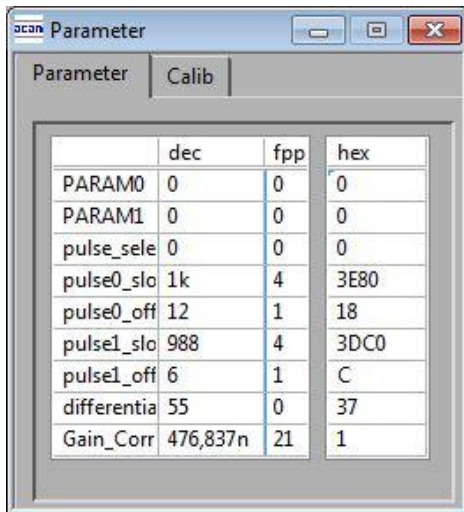 acan Parameter
Parameter Calib
dec fpp hex
PARAM0 0 0 0
PARAM1 0 0 0
pulse_sele 0 0 0
pulse0_slo 1k 4 3E80
pulse0_off 12 1 18
pulse1_slo 988 4 3DC0
pulse1_off 6 1 C
differentia 55 0 37
Gain_Corr 476,837n 21 1